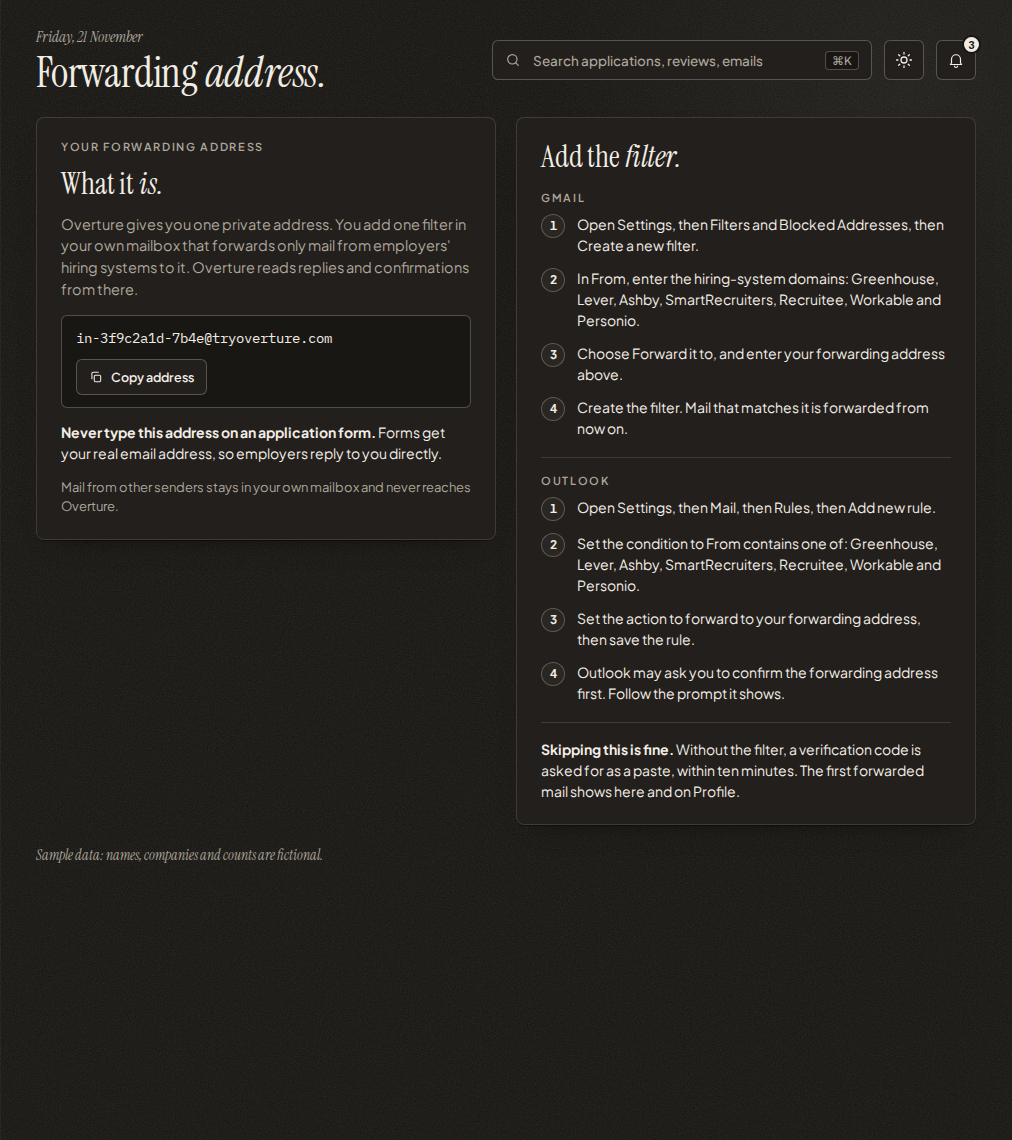 Friday, 21 November
Forwarding address.
Search applications, reviews, emails
⌘K
3
YOUR FORWARDING ADDRESS
What it is.
Overture gives you one private address. You add one filter in
your own mailbox that forwards only mail from employers'
hiring systems to it. Overture reads replies and confirmations
from there.
in-3f9c2a1d-7b4e@tryoverture.com
Copy address
Never type this address on an application form. Forms get
your real email address, so employers reply to you directly.
Mail from other senders stays in your own mailbox and never reaches
Overture.
Add the filter.
GMAIL
1 Open Settings, then Filters and Blocked Addresses, then
Create a new filter.
2 In From, enter the hiring-system domains: Greenhouse,
Lever, Ashby, SmartRecruiters, Recruitee, Workable and
Personio.
3 Choose Forward it to, and enter your forwarding address
above.
4 Create the filter. Mail that matches it is forwarded from
now on.
OUTLOOK
1 Open Settings, then Mail, then Rules, then Add new rule.
2 Set the condition to From contains one of: Greenhouse,
Lever, Ashby, SmartRecruiters, Recruitee, Workable and
Personio.
3 Set the action to forward to your forwarding address,
then save the rule.
4 Outlook may ask you to confirm the forwarding address
first. Follow the prompt it shows.
Skipping this is fine. Without the filter, a verification code is
asked for as a paste, within ten minutes. The first forwarded
mail shows here and on Profile.
Sample data: names, companies and counts are fictional.